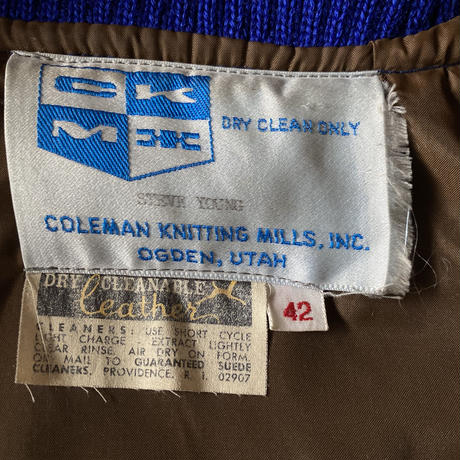 CK
M
DRY CLEAN ONLY
STEVE YOUNG
COLEMAN KNITTING MILLS, INC.
OGDEN, UTAH
DRY CLEANABLE
Leather
42
CLEANERS: USE SHORT CYCLE
LIGHT CHARGE - EXTRACT LIGHTLY
CLEAR RINSE. AIR DRY ON FORM.
OR MAIL TO GUARANTEED SUEDE
CLEANERS, PROVIDENCE, R. I. 02907